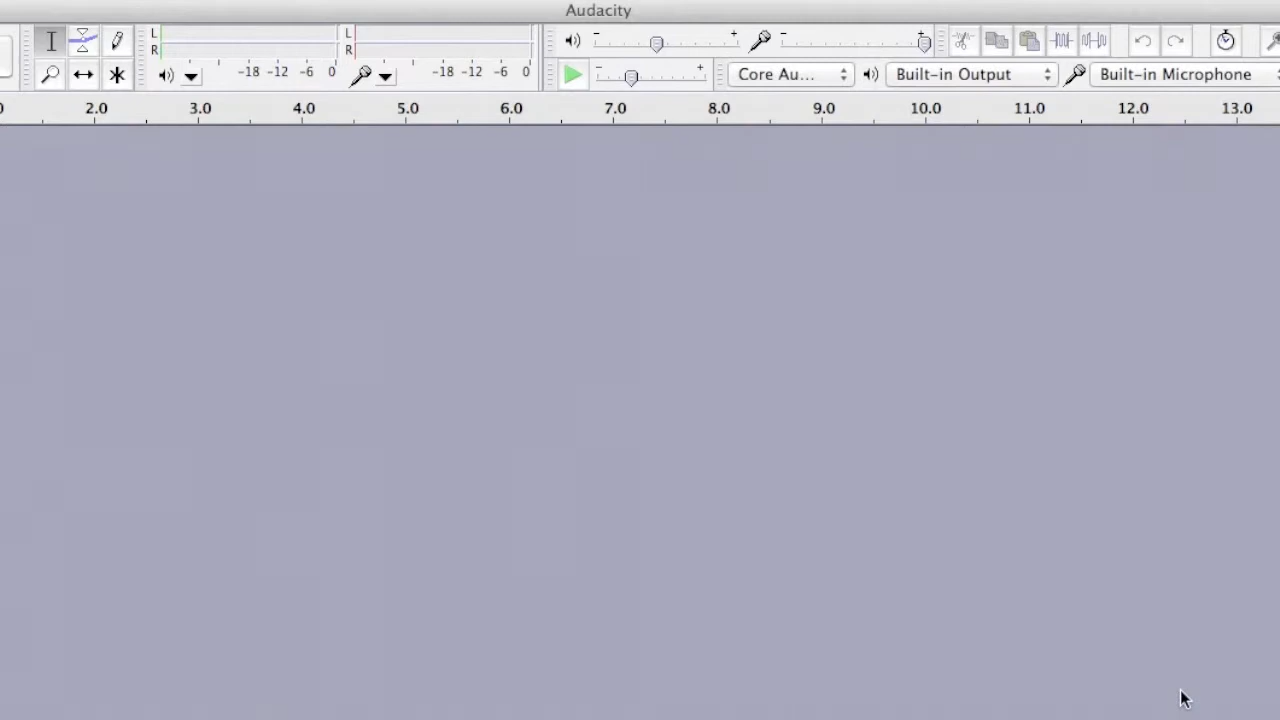 Audacity
L
L
R
R
-18 -12 -6 0
-18 -12 -6 0
Core Au...
Built-in Output
Built-in Microphone
0 2.0 3.0 4.0 5.0 6.0 7.0 8.0 9.0 10.0 11.0 12.0 13.0